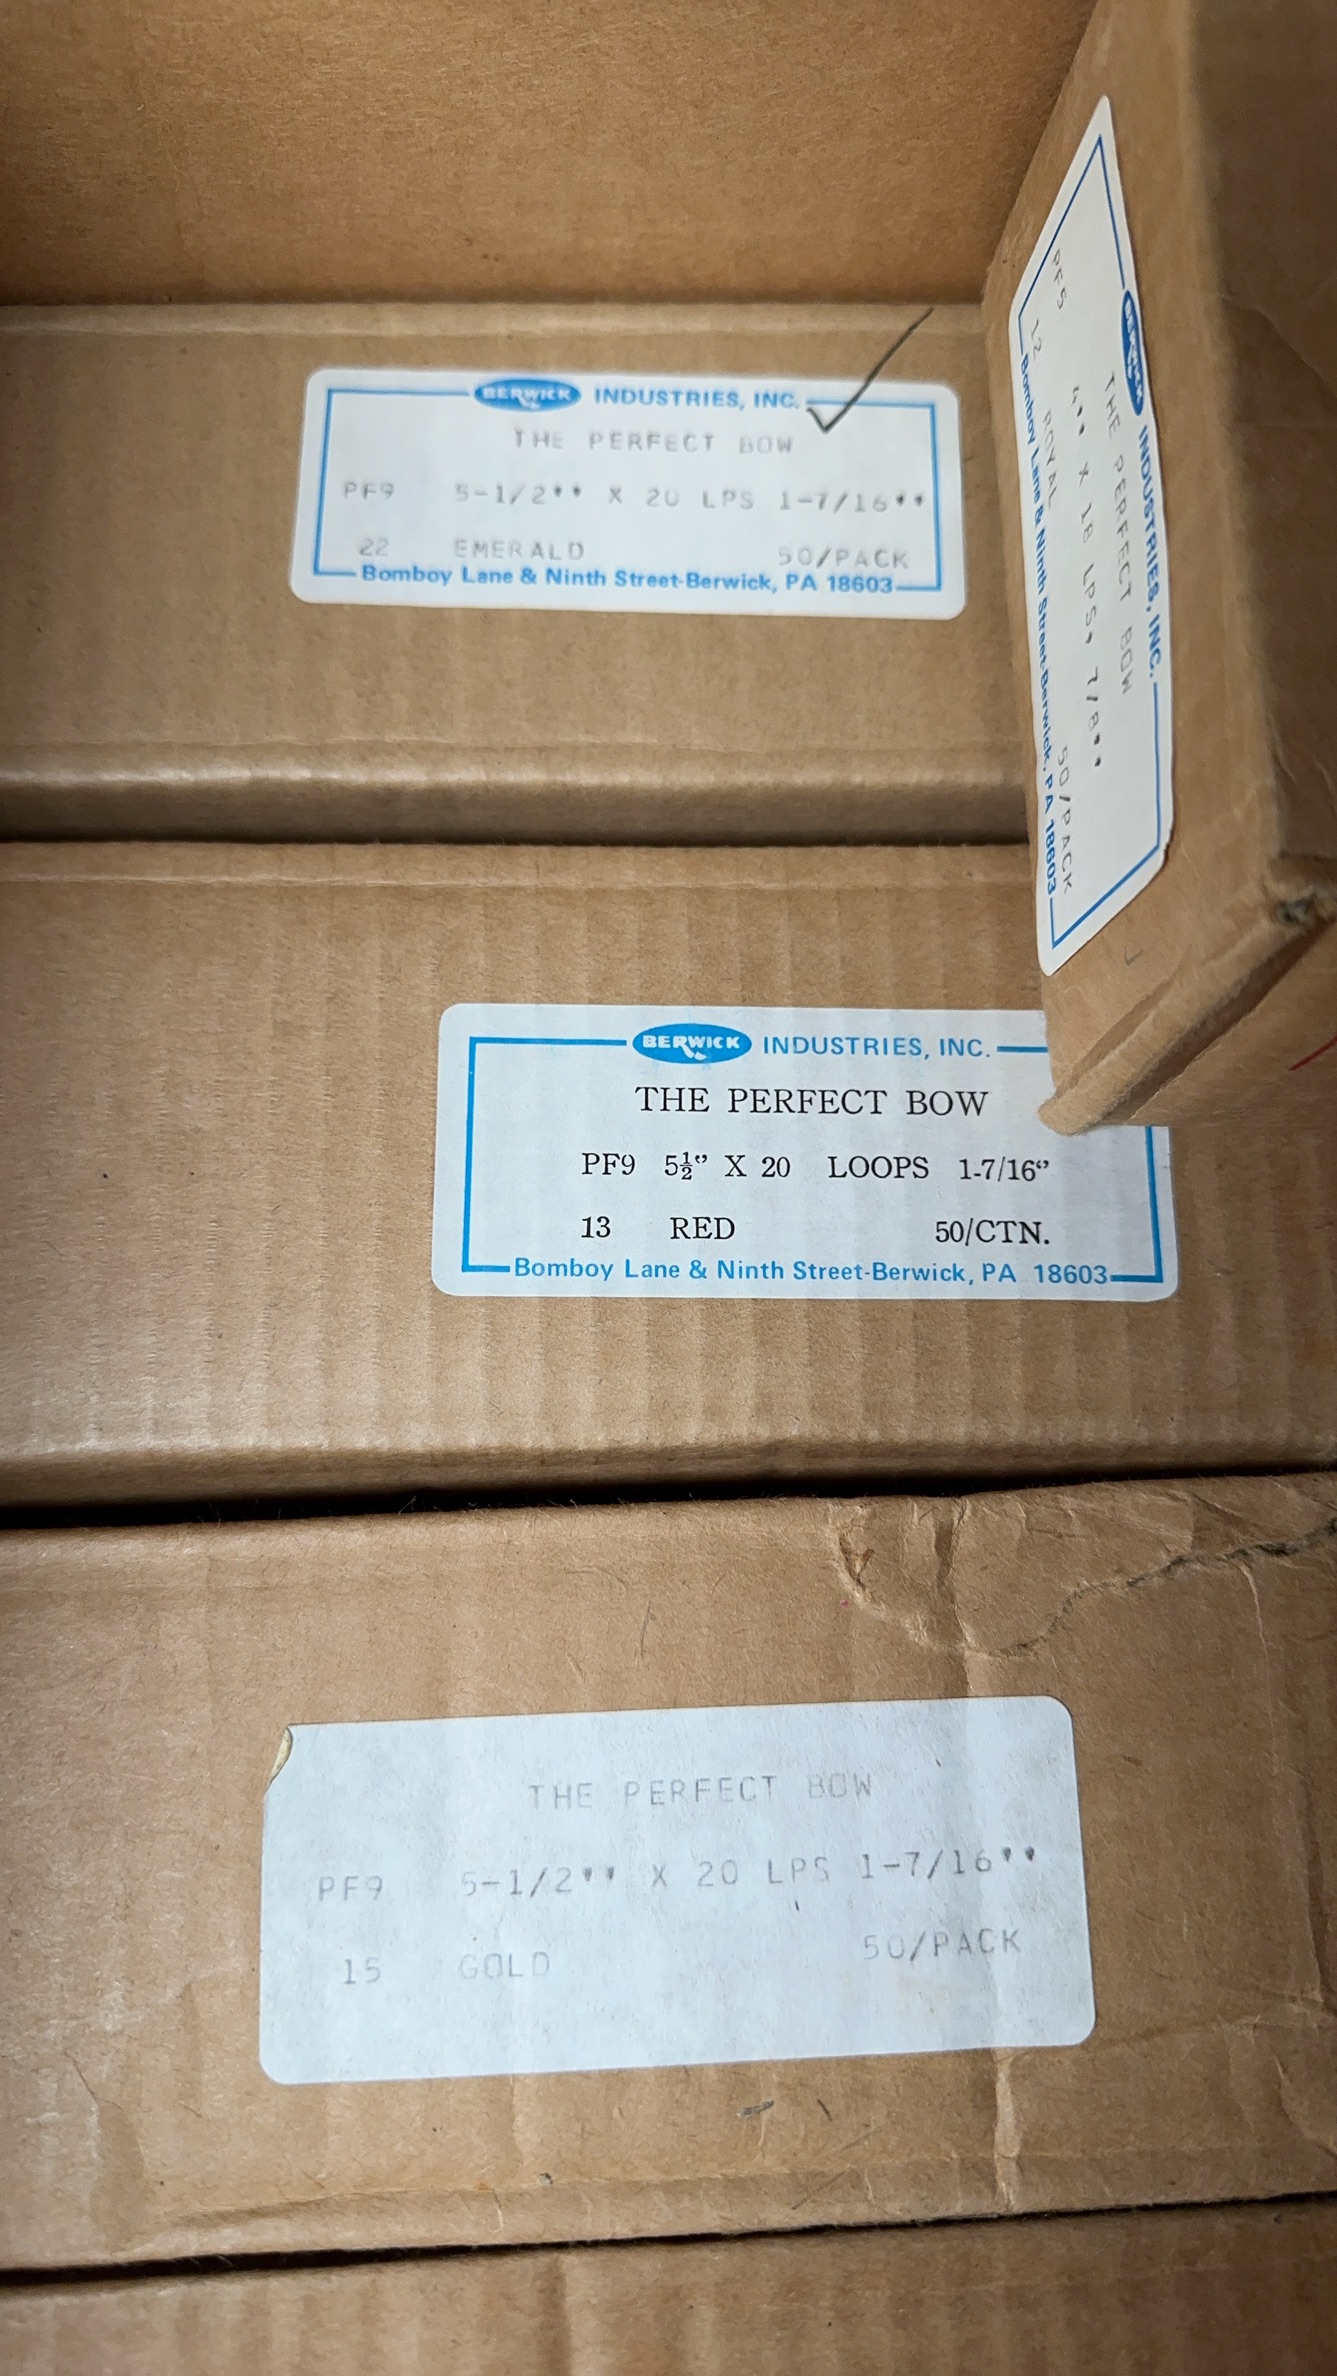 BERWICK INDUSTRIES, INC.
THE PERFECT BOW
PF9 5-1/2'' X 20 LPS 1-7/16''
22 EMERALD 50/PACK
Bomboy Lane & Ninth Street-Berwick, PA 18603
BERWICK INDUSTRIES, INC.
THE PERFECT BOW
PF5 4'' X 18 LPS. 7/8''
12 ROYAL 50/PACK
Bomboy Lane & Ninth Street-Berwick, PA 18603
BERWICK INDUSTRIES, INC.
THE PERFECT BOW
PF9 5½" X 20 LOOPS 1-7/16"
13 RED 50/CTN.
Bomboy Lane & Ninth Street-Berwick, PA 18603
THE PERFECT BOW
PF9 5-1/2'' X 20 LPS 1-7/16''
15 GOLD 50/PACK